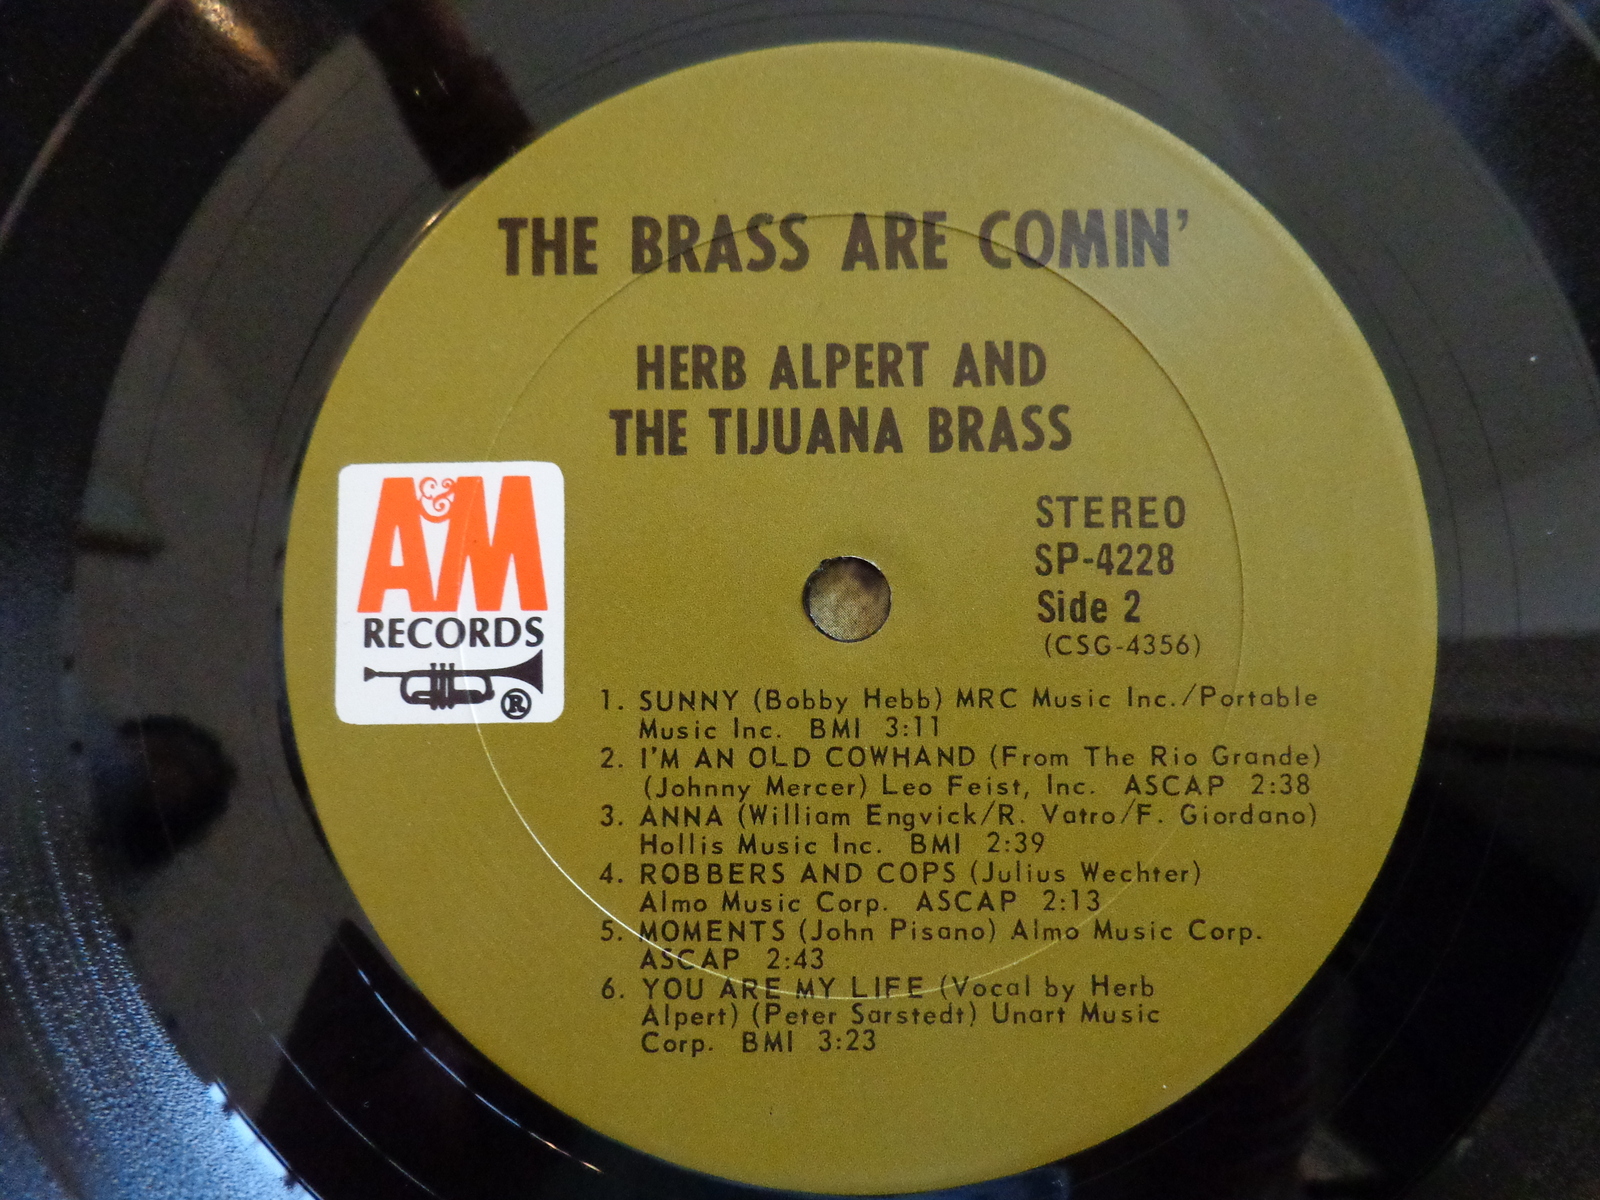 THE BRASS ARE COMIN'
HERB ALPERT AND
THE TIJUANA BRASS
A&M
RECORDS
®
STEREO
SP-4228
Side 2
(CSG-4356)
1. SUNNY (Bobby Hebb) MRC Music Inc./Portable
Music Inc. BMI 3:11
2. I'M AN OLD COWHAND (From The Rio Grande)
(Johnny Mercer) Leo Feist, Inc. ASCAP 2:38
3. ANNA (William Engvick/R. Vatro/F. Giordano)
Hollis Music Inc. BMI 2:39
4. ROBBERS AND COPS (Julius Wechter)
Almo Music Corp. ASCAP 2:13
5. MOMENTS (John Pisano) Almo Music Corp.
ASCAP 2:43
6. YOU ARE MY LIFE (Vocal by Herb
Alpert) (Peter Sarstedt) Unart Music
Corp. BMI 3:23